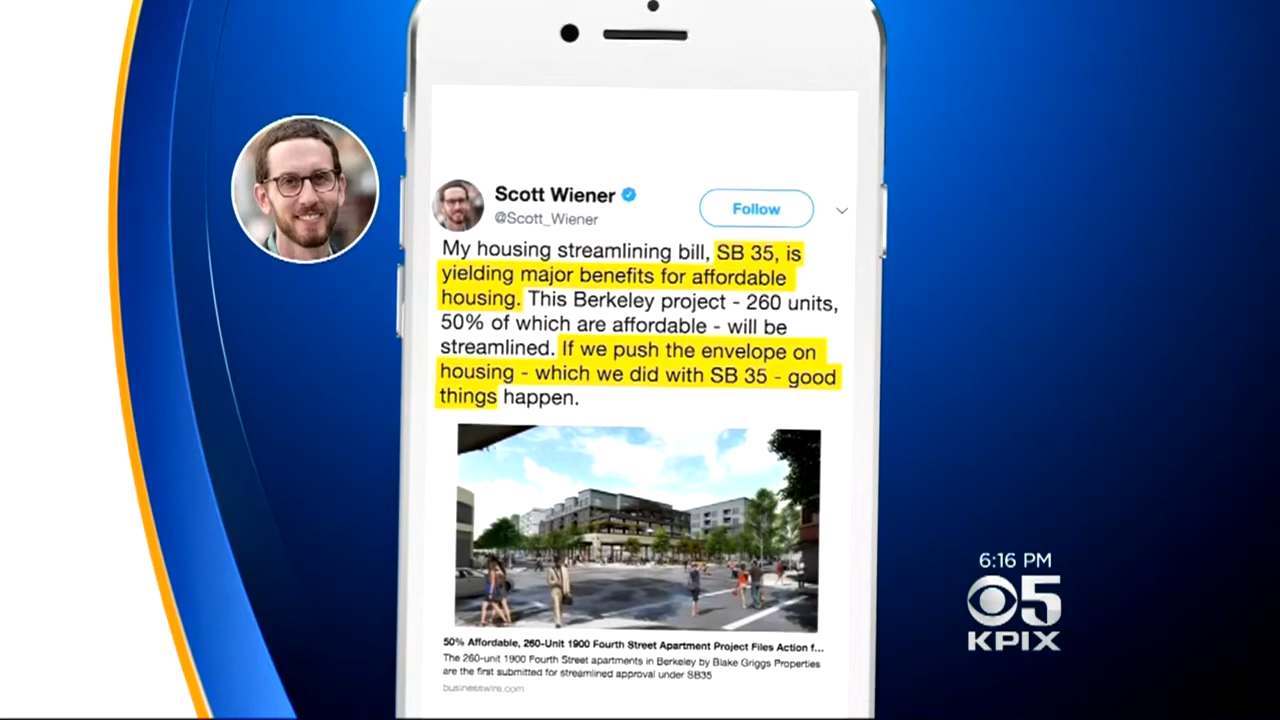 Scott Wiener
@Scott_Wiener
Follow
My housing streamlining bill, SB 35, is
yielding major benefits for affordable
housing. This Berkeley project - 260 units,
50% of which are affordable - will be
streamlined. If we push the envelope on
housing - which we did with SB 35 - good
things happen.
50% Affordable, 260-Unit 1900 Fourth Street Apartment Project Files Action f...
The 260-unit 1900 Fourth Street apartments in Berkeley by Blake Griggs Properties
are the first submitted for streamlined approval under SB35
businesswire.com
6:16 PM
5
KPIX